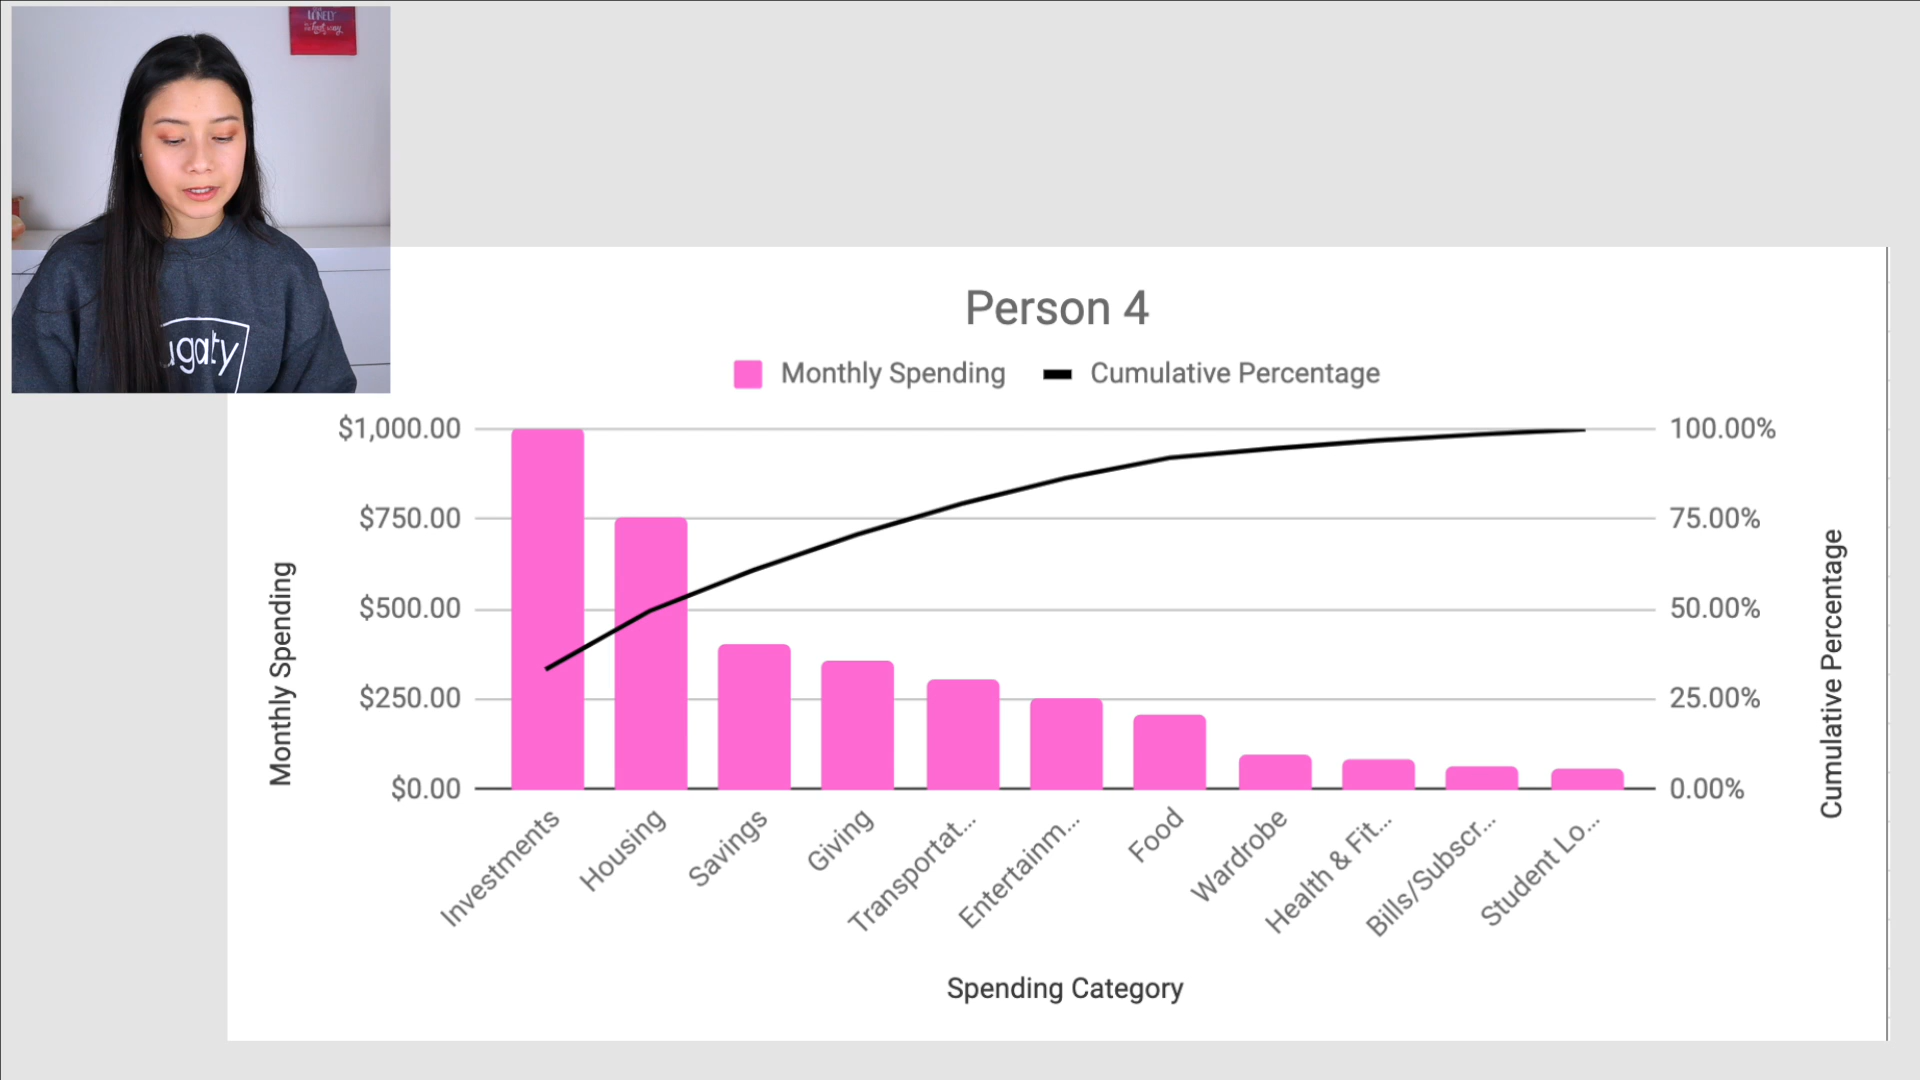 LONELY
Person 4
Monthly Spending
Cumulative Percentage
$1,000.00
$750.00
$500.00
$250.00
$0.00
100.00%
75.00%
50.00%
25.00%
0.00%
Monthly Spending
Cumulative Percentage
Investments
Housing
Savings
Giving
Transportat...
Entertainm...
Food
Wardrobe
Health & Fit...
Bills/Subscr...
Student Lo...
Spending Category